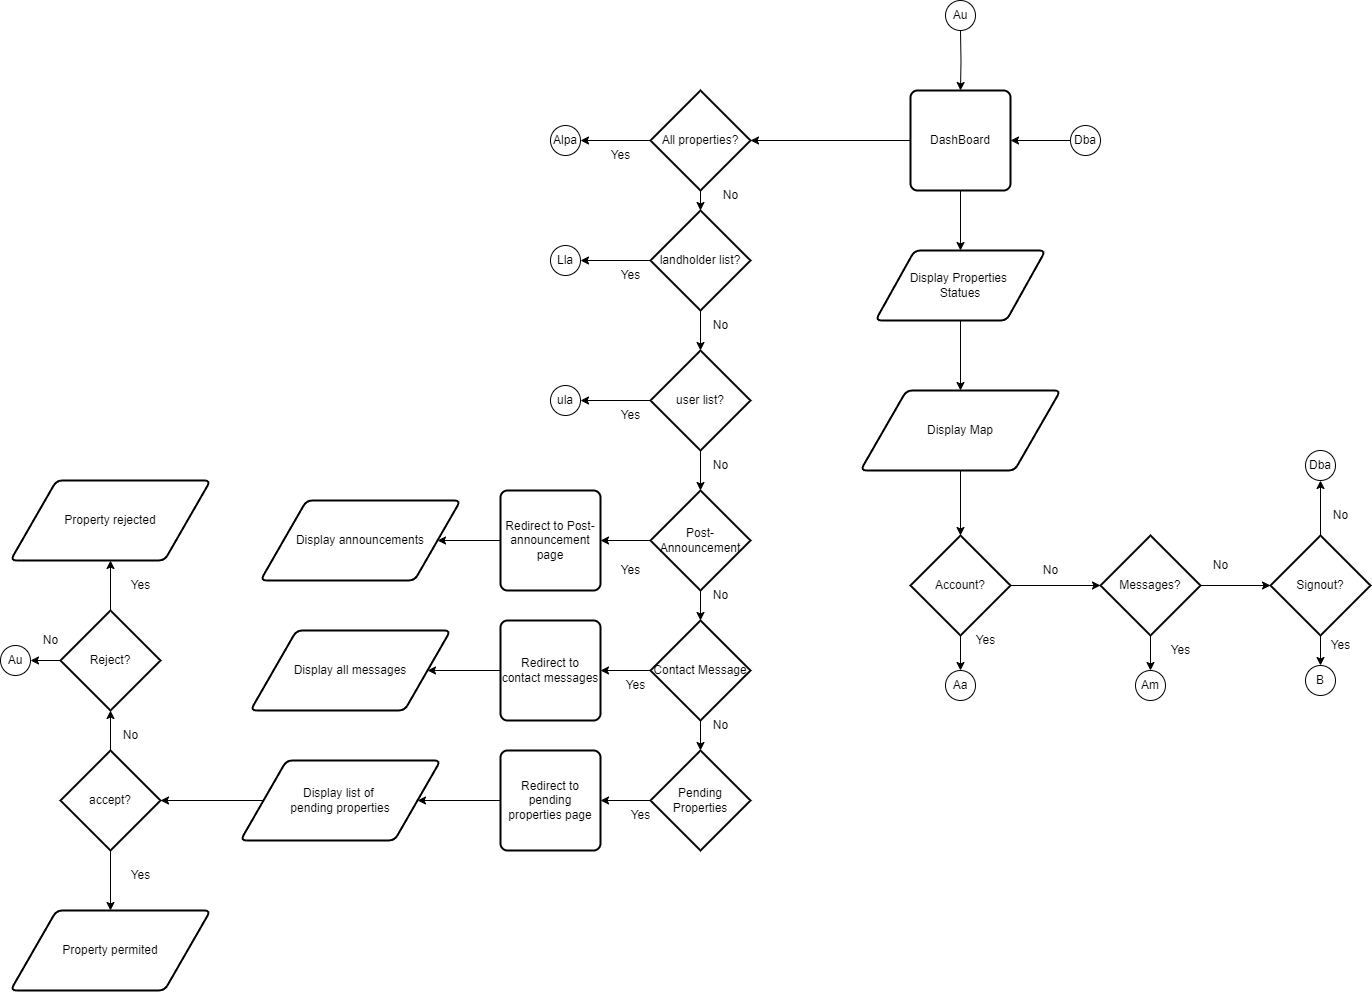 Au
Alpa
Yes
All properties?
DashBoard
Dba
No
Lla
Yes
landholder list?
Display Properties
Statues
No
ula
Yes
user list?
Display Map
No
Dba
No
Property rejected
Display announcements
Redirect to Post-
announcement
page
Yes
Post-
Announcement
No
Account?
No
Messages?
No
Signout?
Yes
Yes
Yes
Aa
Am
B
Yes
No
Au
Reject?
Display all messages
Redirect to
contact messages
Yes
Contact Message
No
No
accept?
Display list of
pending properties
Redirect to
pending
properties page
Yes
Pending
Properties
Yes
Property permited